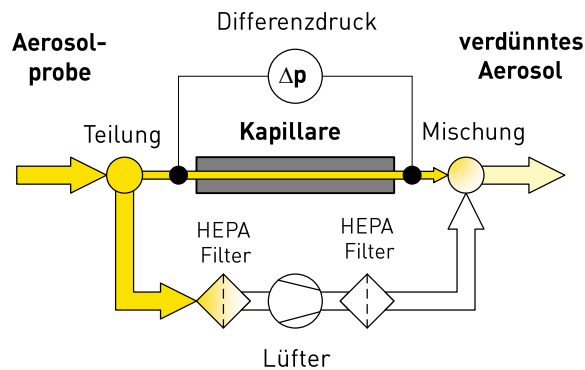 Differenzdruck
Aerosol-
probe
verdünntes
Aerosol
Δp
Teilung
Kapillare
Mischung
HEPA
Filter
HEPA
Filter
Lüfter